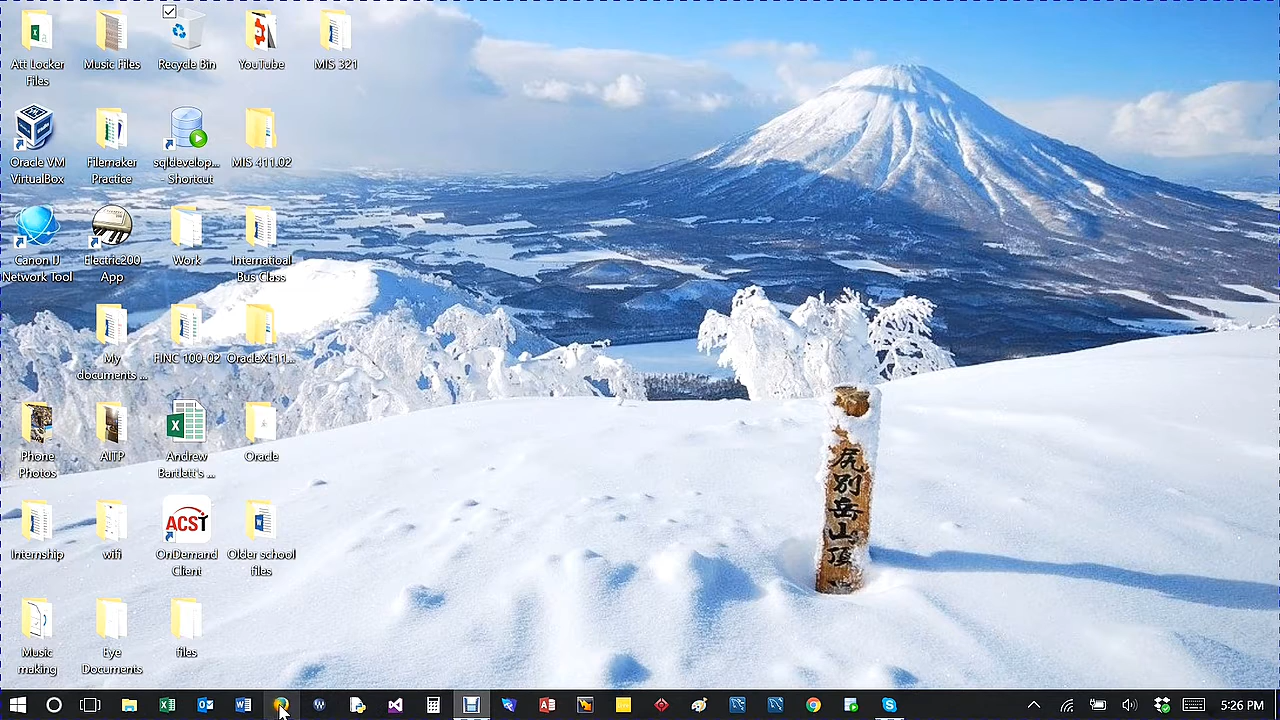 Att Locker
Files
Music Files
Recycle Bin
YouTube
MIS 321
Oracle VM
VirtualBox
Filemaker
Practice
sqldevelop...
- Shortcut
MIS 411.02
Canon IJ
Network Tool
Electric200
App
Work
Internatioal
Bus Class
My
documents ...
HNC 100-02
OracleXE11...
Phone
Photos
AITP
Andrew
Bartlett's ...
Oracle
Internship
wifi
ACST
OnDemand
Client
Older school
files
Music
making
Eye
Documents
files
尻別岳山頂
5:26 PM